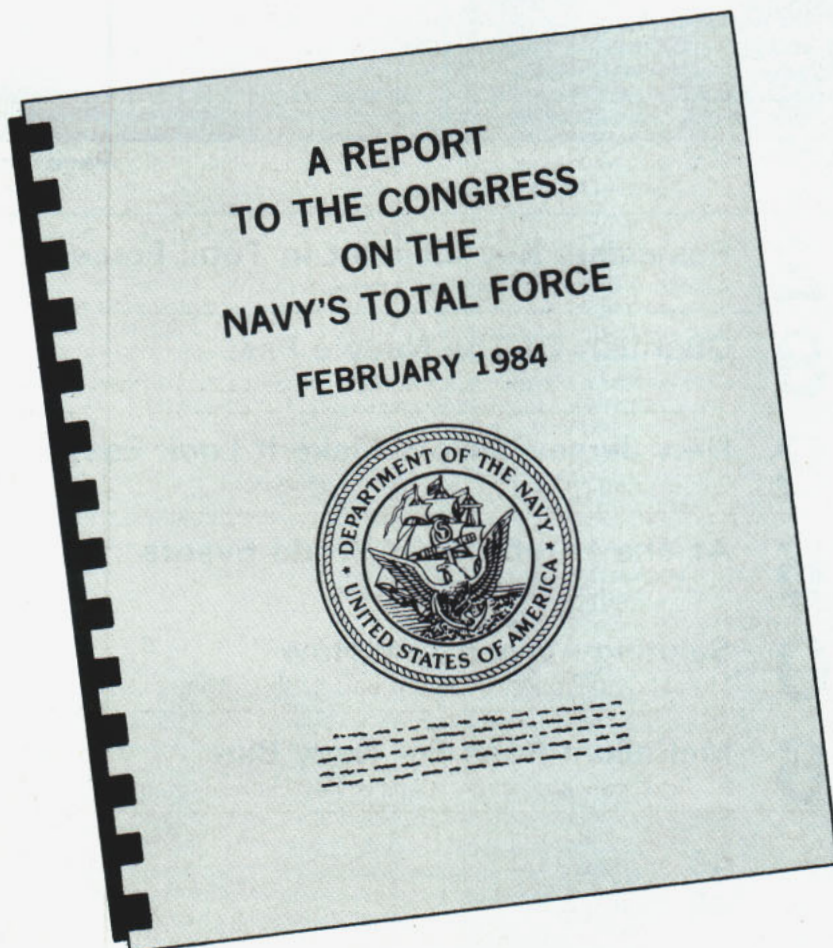 A REPORT
TO THE CONGRESS
ON THE
NAVY'S TOTAL FORCE
FEBRUARY 1984
DEPARTMENT OF THE NAVY
UNITED STATES OF AMERICA